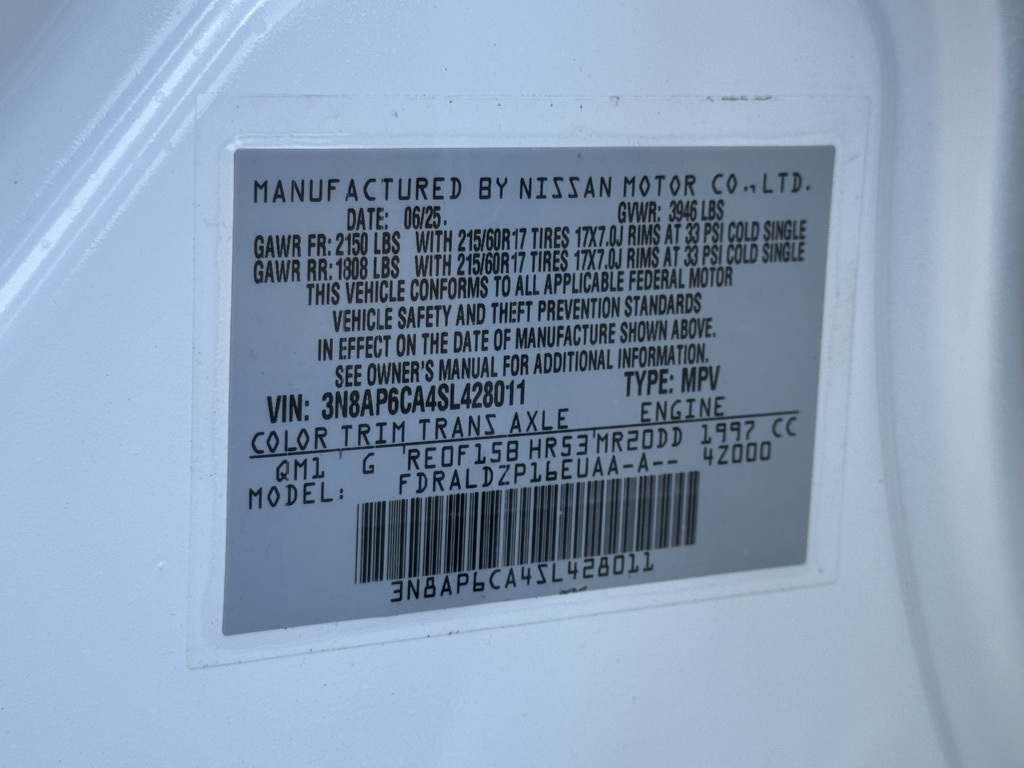 MANUFACTURED BY NISSAN MOTOR CO.,LTD.
DATE: 06/25. GVWR: 3946 LBS
GAWR FR: 2150 LBS WITH 215/60R17 TIRES 17X7.0J RIMS AT 33 PSI COLD SINGLE
GAWR RR: 1808 LBS WITH 215/60R17 TIRES 17X7.0J RIMS AT 33 PSI COLD SINGLE
THIS VEHICLE CONFORMS TO ALL APPLICABLE FEDERAL MOTOR
VEHICLE SAFETY AND THEFT PREVENTION STANDARDS
IN EFFECT ON THE DATE OF MANUFACTURE SHOWN ABOVE.
SEE OWNER'S MANUAL FOR ADDITIONAL INFORMATION.
VIN: 3N8AP6CA4SL428011 TYPE: MPV
COLOR TRIM TRANS AXLE ENGINE
QM1 G RE0F15B HR53 MR20DD 1997 CC
MODEL: FDRALDZP16EUAA-A-- 4Z000
3N8AP6CA4SL428011